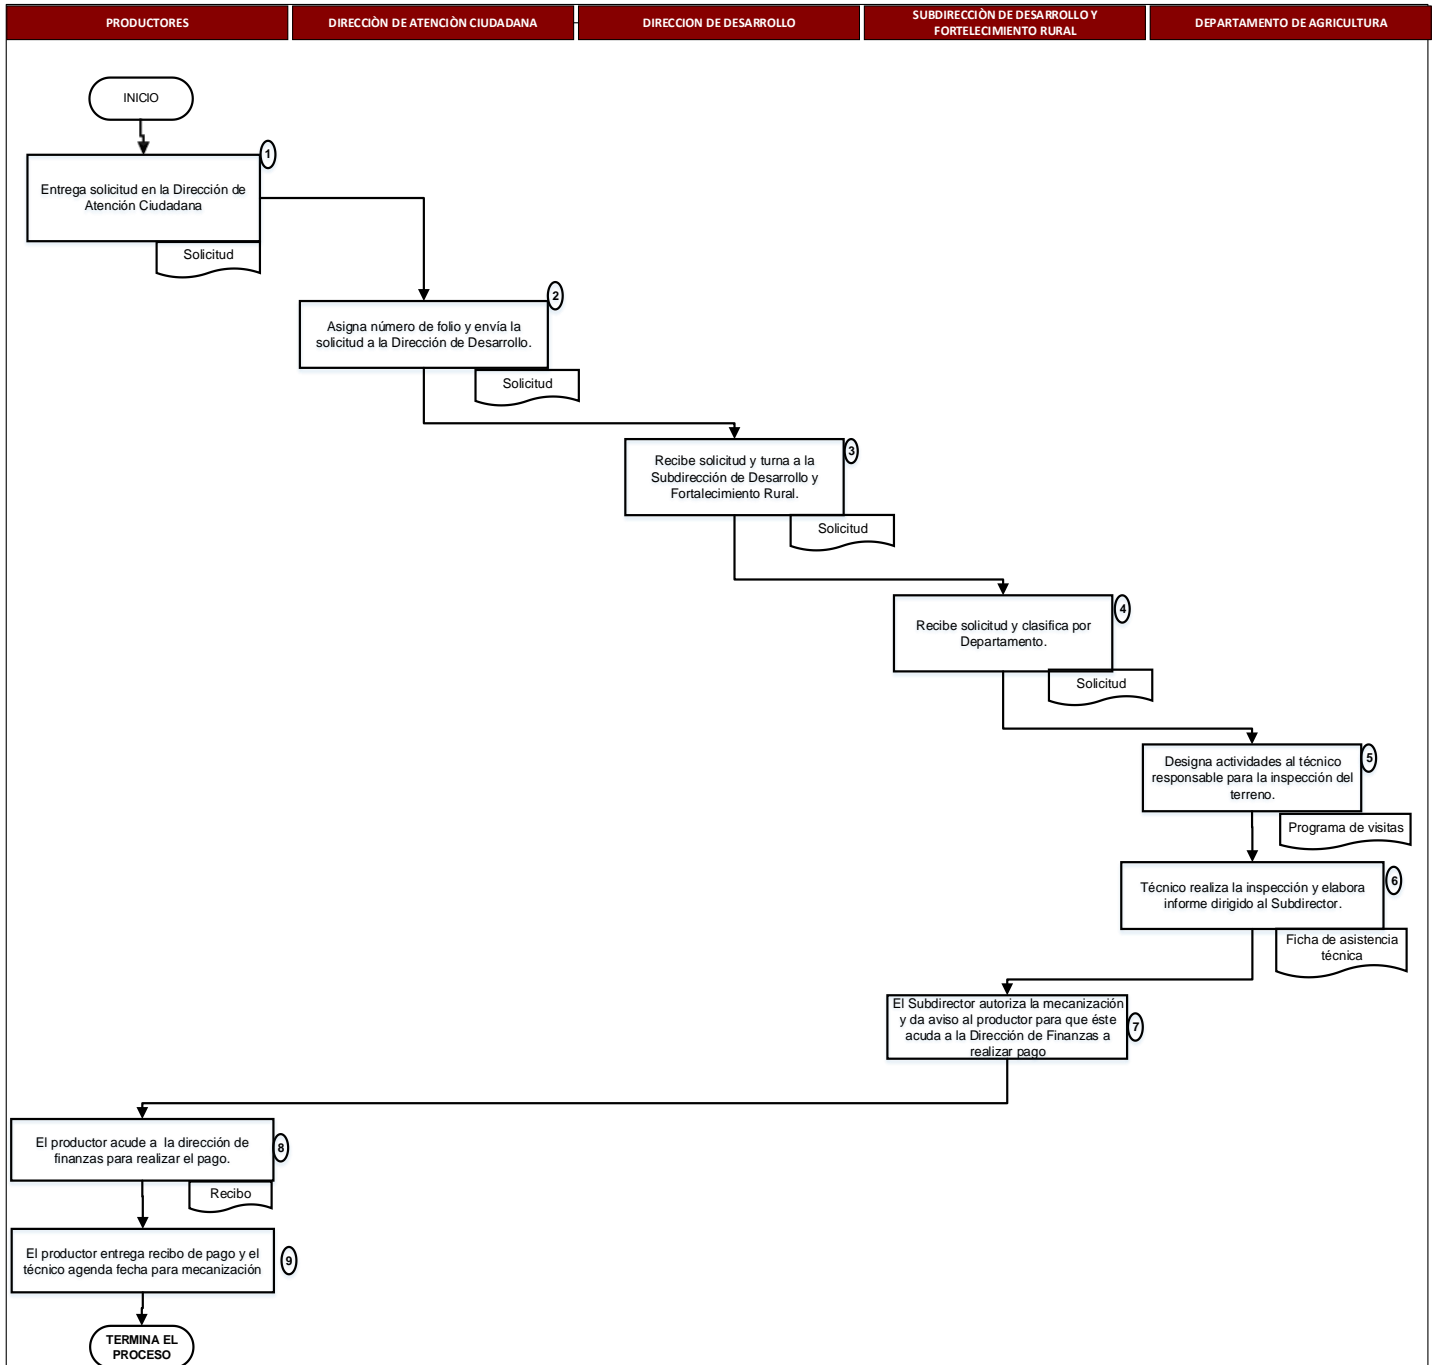 PRODUCTORES
DIRECCIÒN DE ATENCIÒN CIUDADANA
DIRECCION DE DESARROLLO
SUBDIRECCIÒN DE DESARROLLO Y
FORTELECIMIENTO RURAL
DEPARTAMENTO DE AGRICULTURA
INICIO
1
Entrega solicitud en la Dirección de
Atención Ciudadana
Solicitud
2
Asigna número de folio y envía la
solicitud a la Dirección de Desarrollo.
Solicitud
3
Recibe solicitud y turna a la
Subdirección de Desarrollo y
Fortalecimiento Rural.
Solicitud
4
Recibe solicitud y clasifica por
Departamento.
Solicitud
5
Designa actividades al técnico
responsable para la inspección del
terreno.
Programa de visitas
6
Técnico realiza la inspección y elabora
informe dirigido al Subdirector.
Ficha de asistencia
técnica
El Subdirector autoriza la mecanización
y da aviso al productor para que éste
acuda a la Dirección de Finanzas a
realizar pago
7
El productor acude a  la dirección de
finanzas para realizar el pago.
8
Recibo
El productor entrega recibo de pago y el
técnico agenda fecha para mecanización
9
TERMINA EL
PROCESO